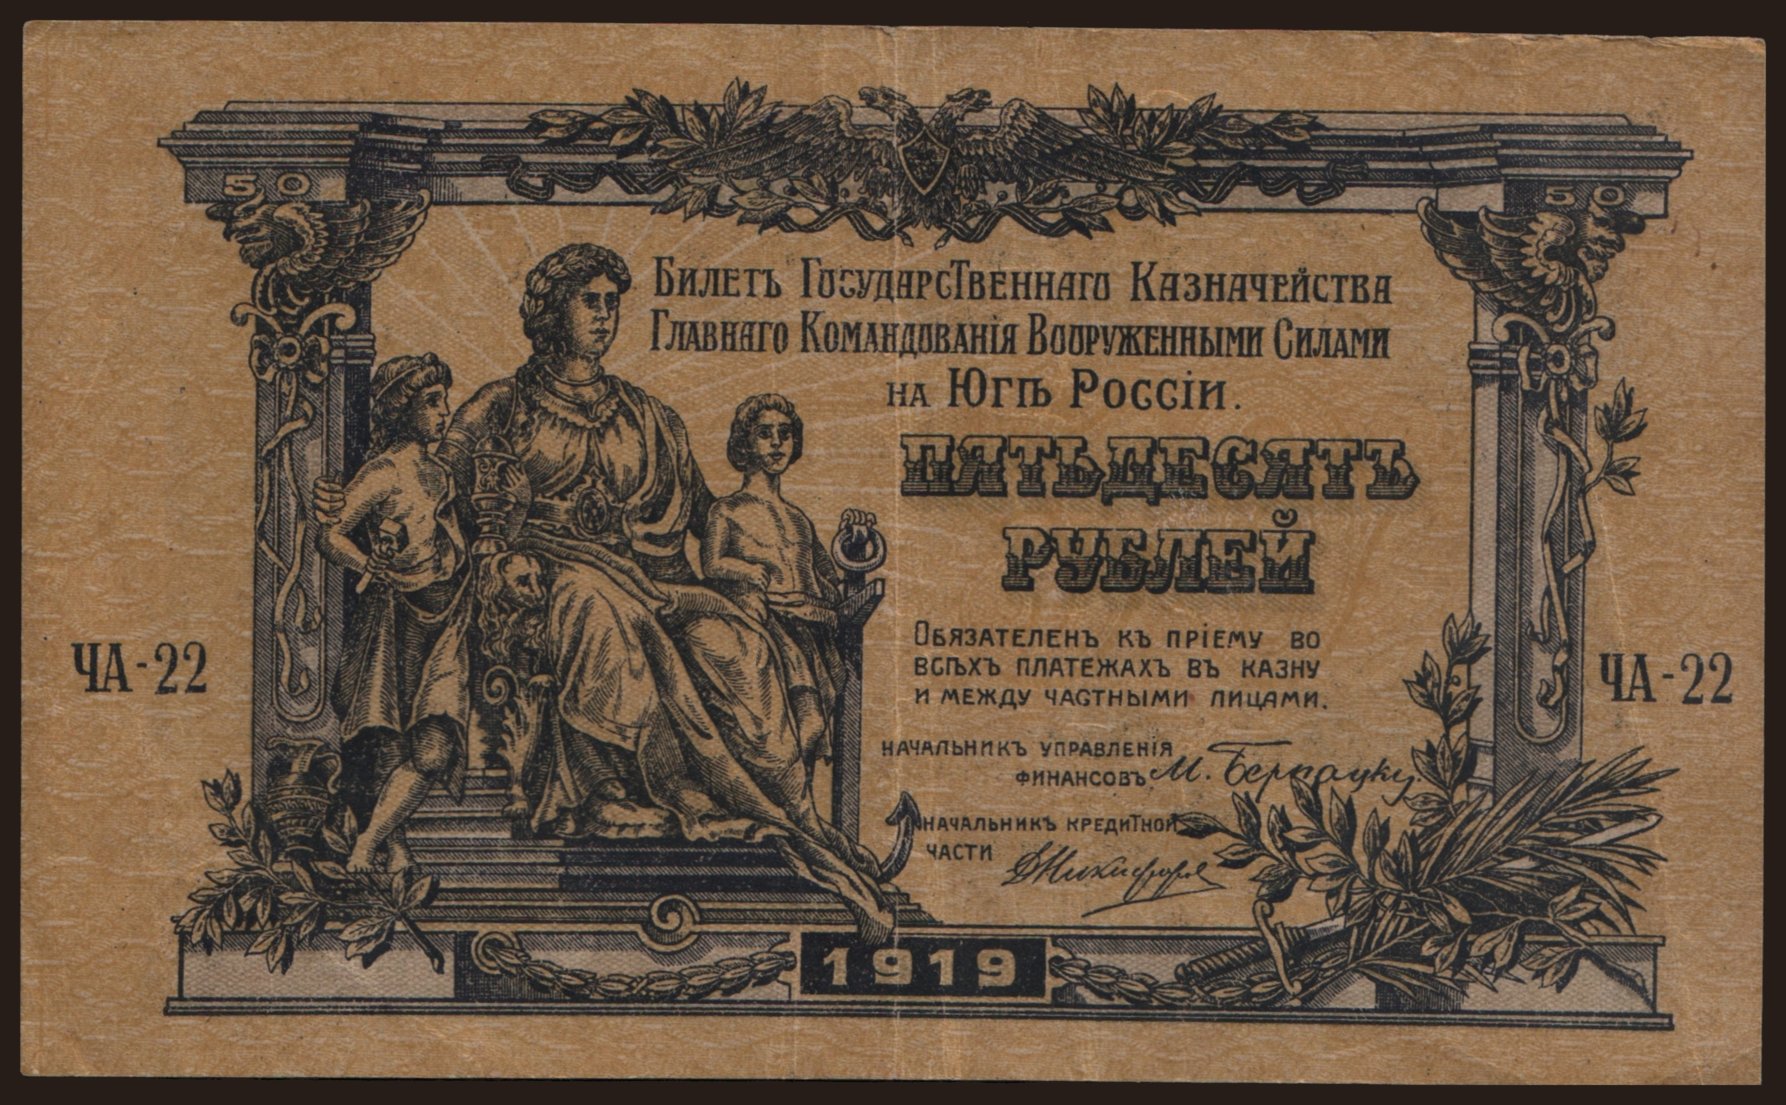 50
50
Билетъ Государственнаго Казначейства
Главнаго Командованія Вооруженными Силами
на Югѣ Россіи.
ПЯТЬДЕСЯТЪ
РУБЛЕЙ
Обязателенъ къ пріему во
всѣхъ платежахъ въ казну
и между частными лицами.
ЧА-22
ЧА-22
Начальникъ Управленія
Финансовъ М. Бернацкій
Начальникъ Кредитной
Части
1919